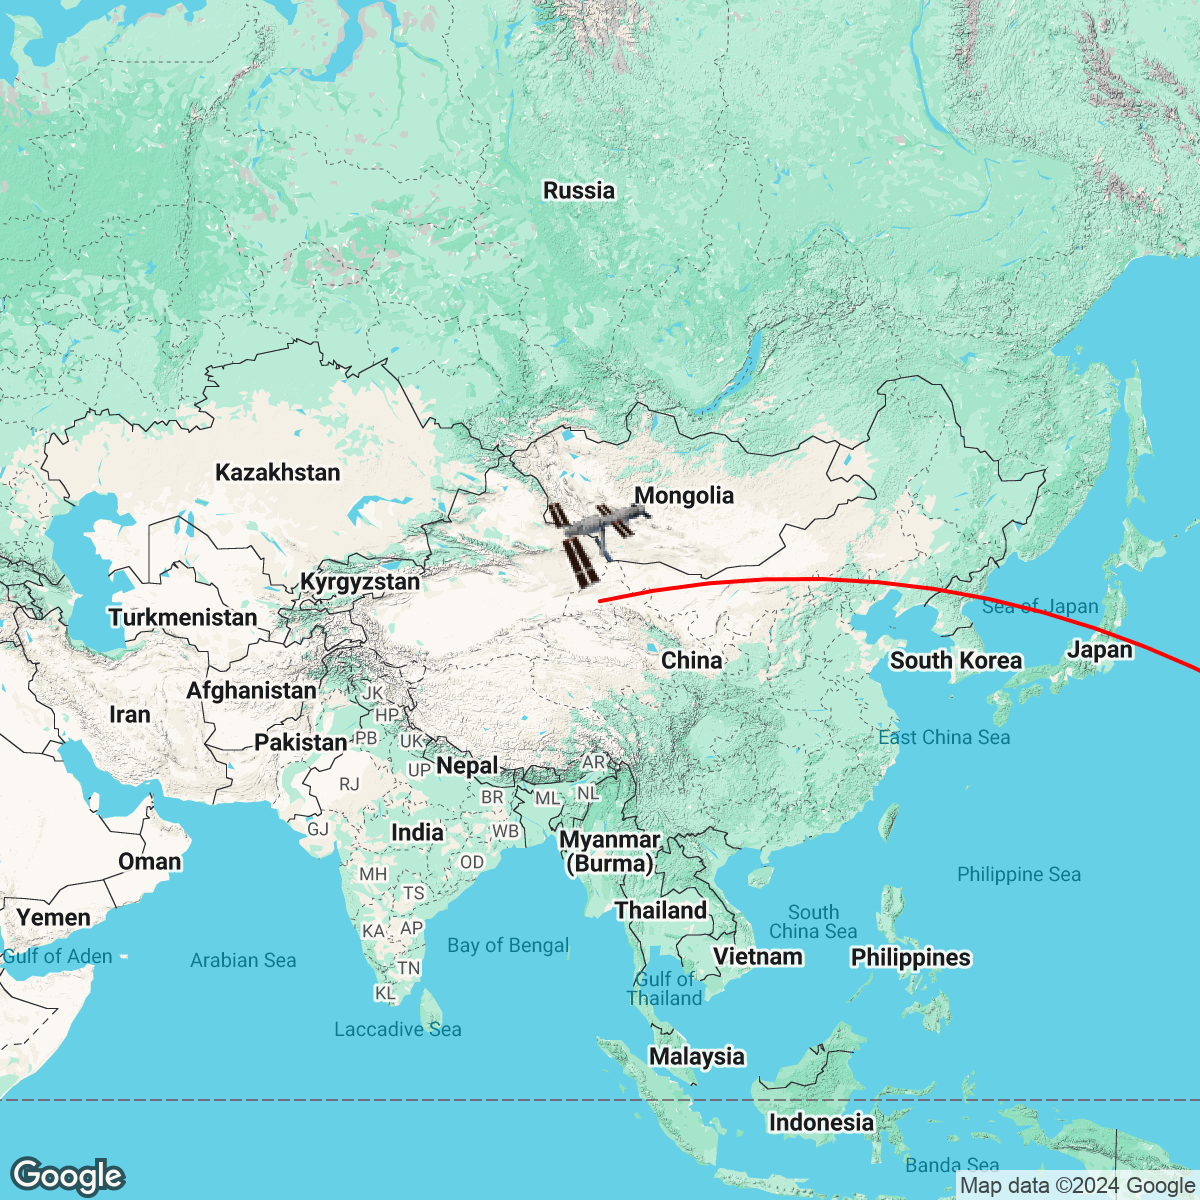 Russia
Kazakhstan
Mongolia
Kyrgyzstan
Turkmenistan
Sea of Japan
Japan
China
South Korea
Afghanistan
JK
Iran
HP
PB
UK
Pakistan
East China Sea
Nepal
AR
UP
RJ
BR
ML
NL
GJ
India
WB
Myanmar
(Burma)
Oman
OD
MH
TS
Philippine Sea
Thailand
South
China Sea
Yemen
KA
AP
Bay of Bengal
Gulf of Aden
Arabian Sea
Vietnam
Philippines
TN
Gulf of
Thailand
KL
Laccadive Sea
Malaysia
Indonesia
Banda Sea
Google
Map data ©2024 Google